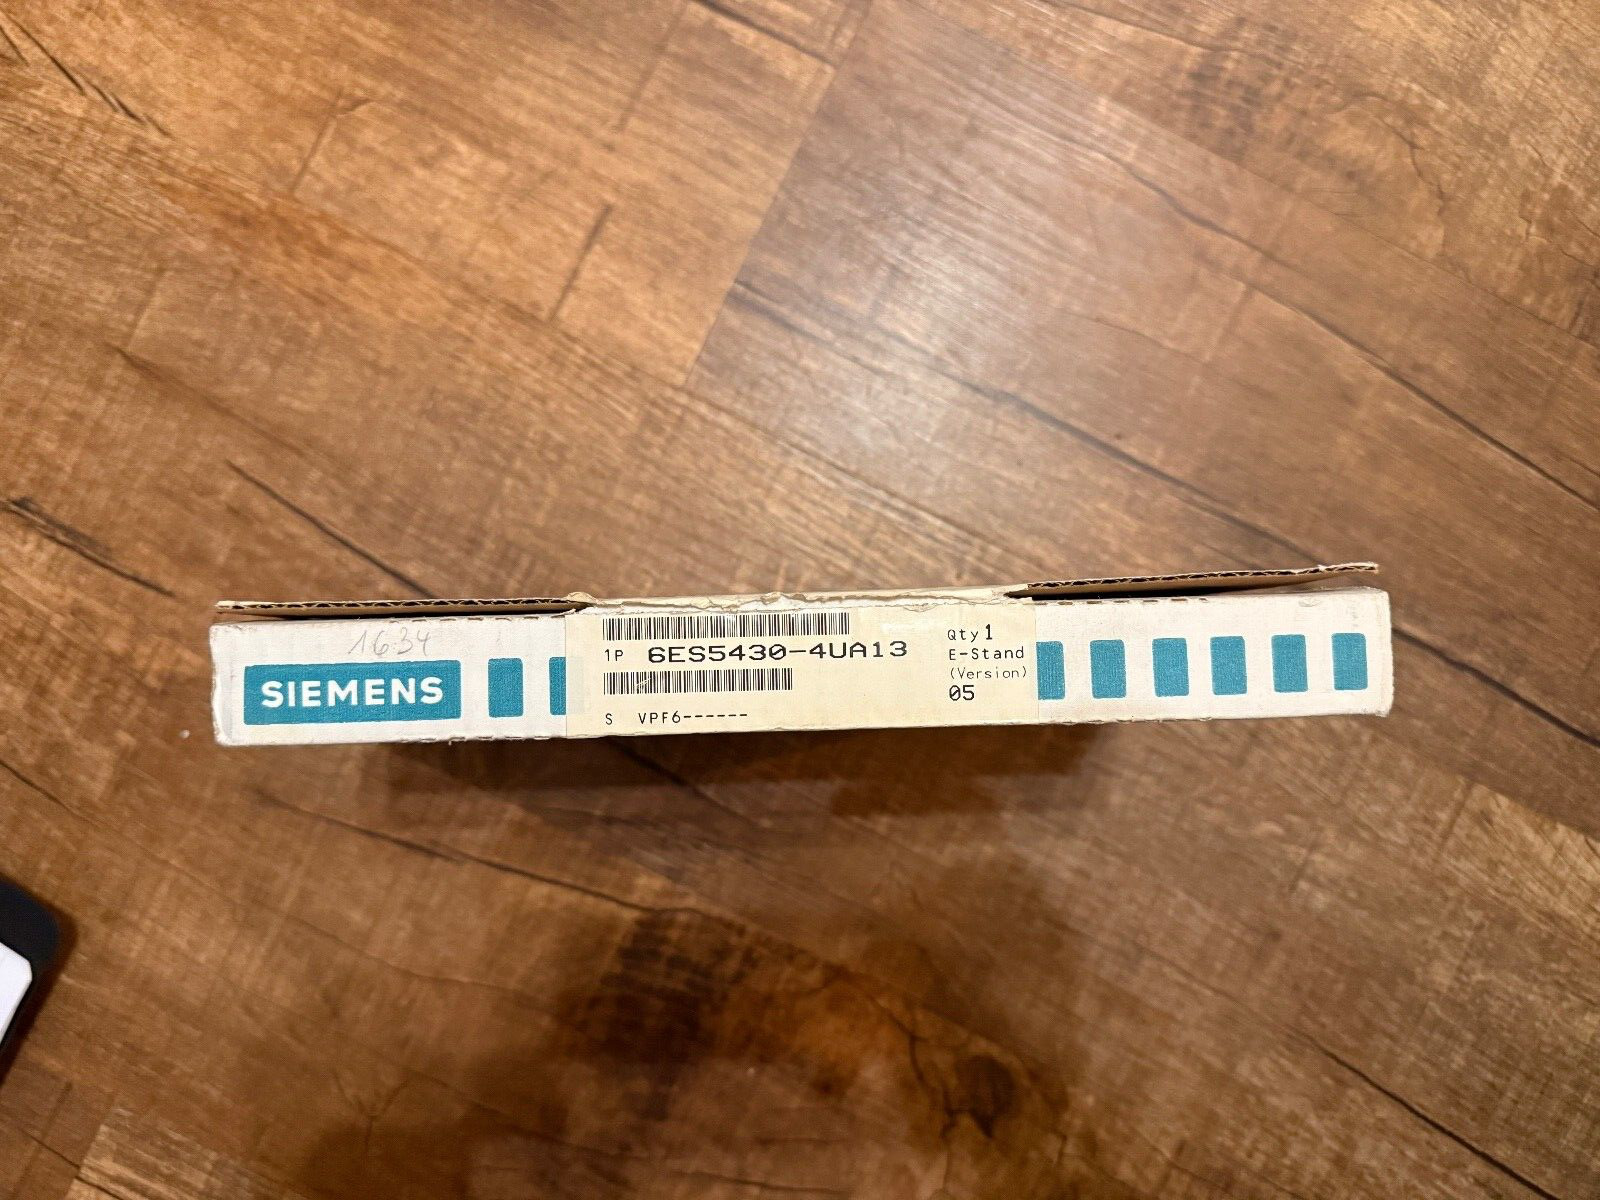 1634
SIEMENS
1P 6ES5430-4UA13
S VPF6------
Qty 1
E-Stand
(Version)
05